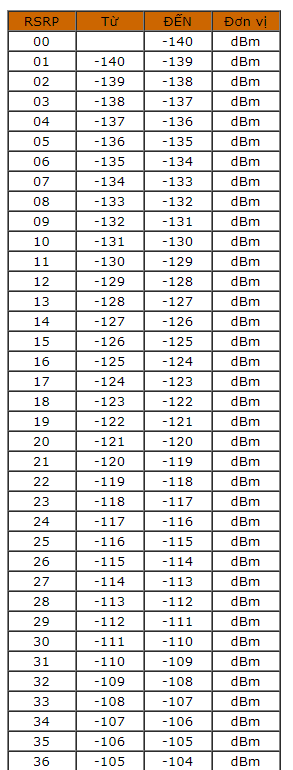 RSRP Từ ĐẾN Đơn vị
00 -140 dBm
01 -140 -139 dBm
02 -139 -138 dBm
03 -138 -137 dBm
04 -137 -136 dBm
05 -136 -135 dBm
06 -135 -134 dBm
07 -134 -133 dBm
08 -133 -132 dBm
09 -132 -131 dBm
10 -131 -130 dBm
11 -130 -129 dBm
12 -129 -128 dBm
13 -128 -127 dBm
14 -127 -126 dBm
15 -126 -125 dBm
16 -125 -124 dBm
17 -124 -123 dBm
18 -123 -122 dBm
19 -122 -121 dBm
20 -121 -120 dBm
21 -120 -119 dBm
22 -119 -118 dBm
23 -118 -117 dBm
24 -117 -116 dBm
25 -116 -115 dBm
26 -115 -114 dBm
27 -114 -113 dBm
28 -113 -112 dBm
29 -112 -111 dBm
30 -111 -110 dBm
31 -110 -109 dBm
32 -109 -108 dBm
33 -108 -107 dBm
34 -107 -106 dBm
35 -106 -105 dBm
36 -105 -104 dBm